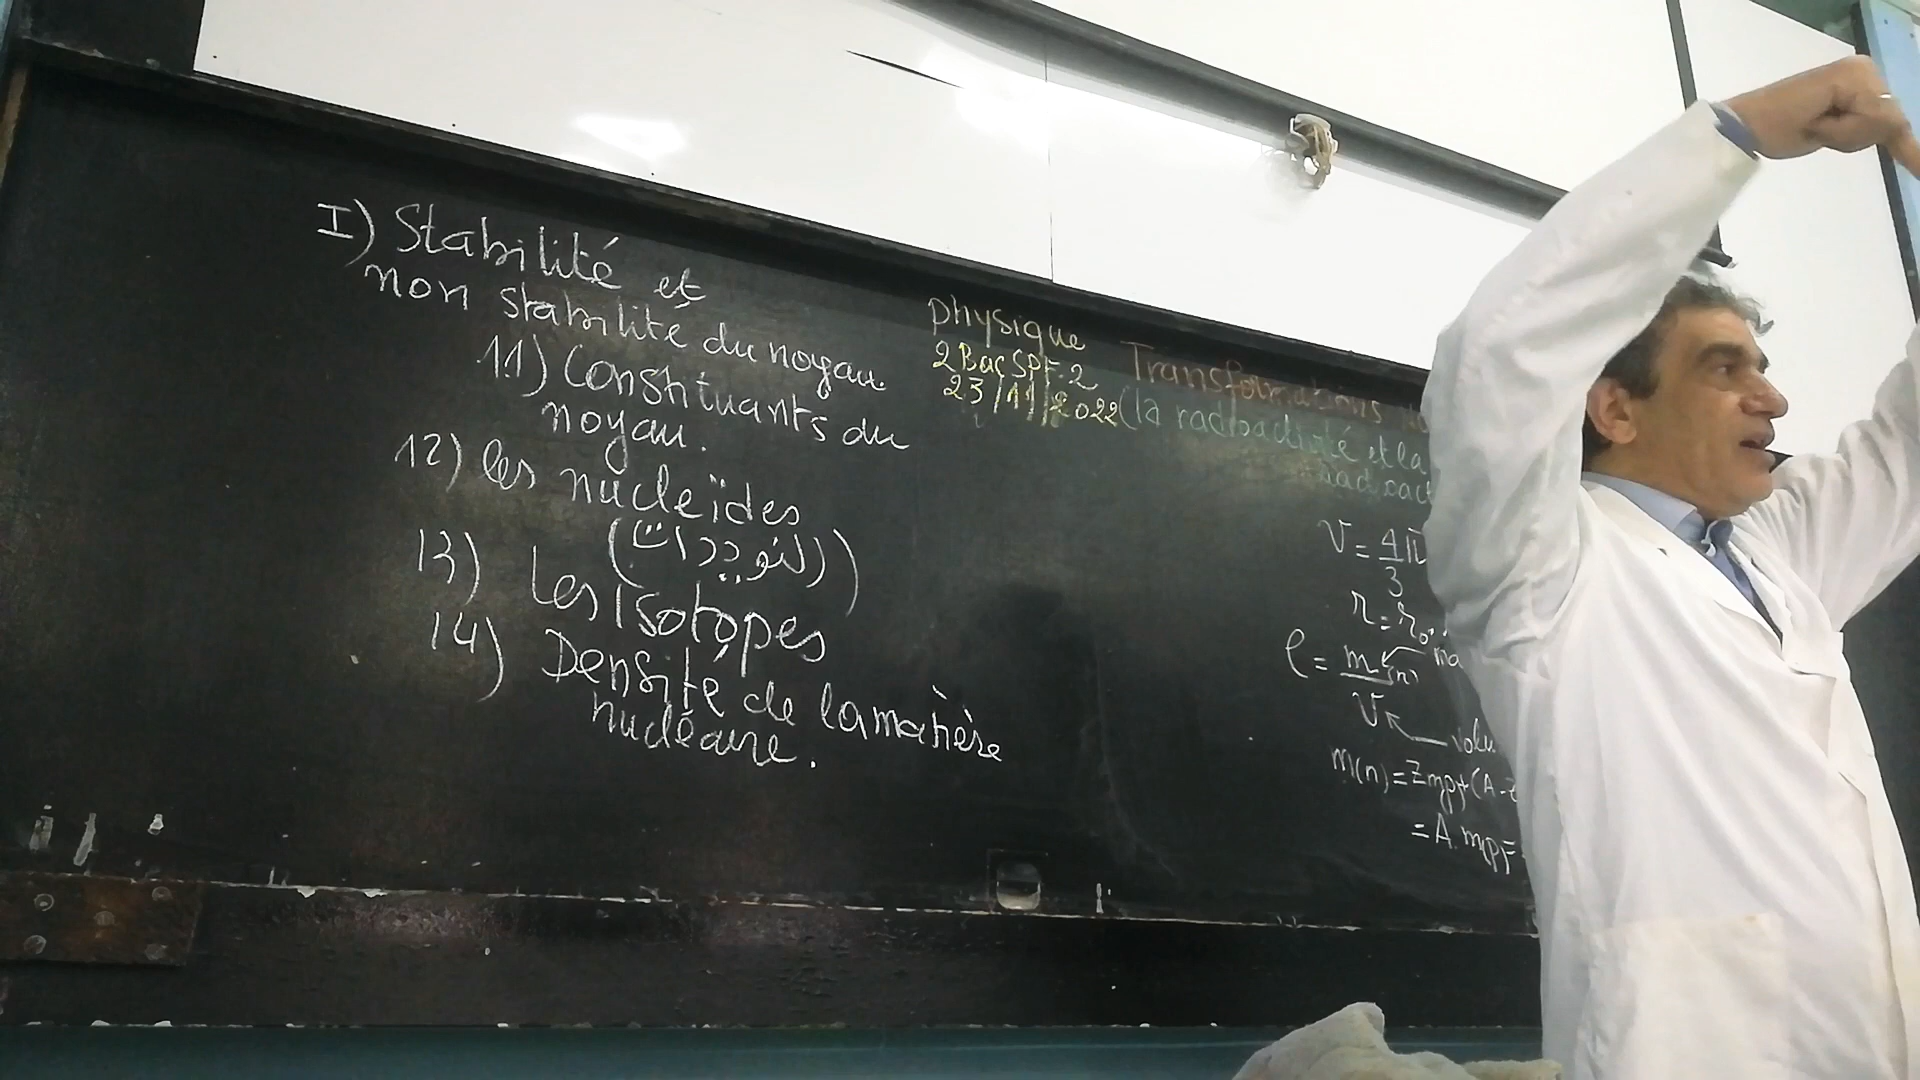 I) Stabilité et
non stabilité du noyau
11) Constituants du
noyau.
12) les nucleïdes
(النويدات)
13) Les Isotopes
14) Densité de la matière
nucléaire.
Physique
2 Bac SPF.2
23/11/2022
Transformations
(la radioactivité et la
V = 4π
3
r = r₀.
ρ = m(n)
V
m(n) = Zmp+(A-Z
= A.mp